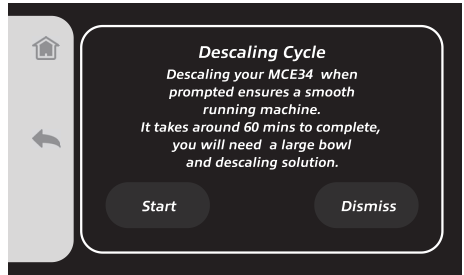 Descaling Cycle
Descaling your MCE34 when
prompted ensures a smooth
running machine.
It takes around 60 mins to complete,
you will need a large bowl
and descaling solution.
Start
Dismiss